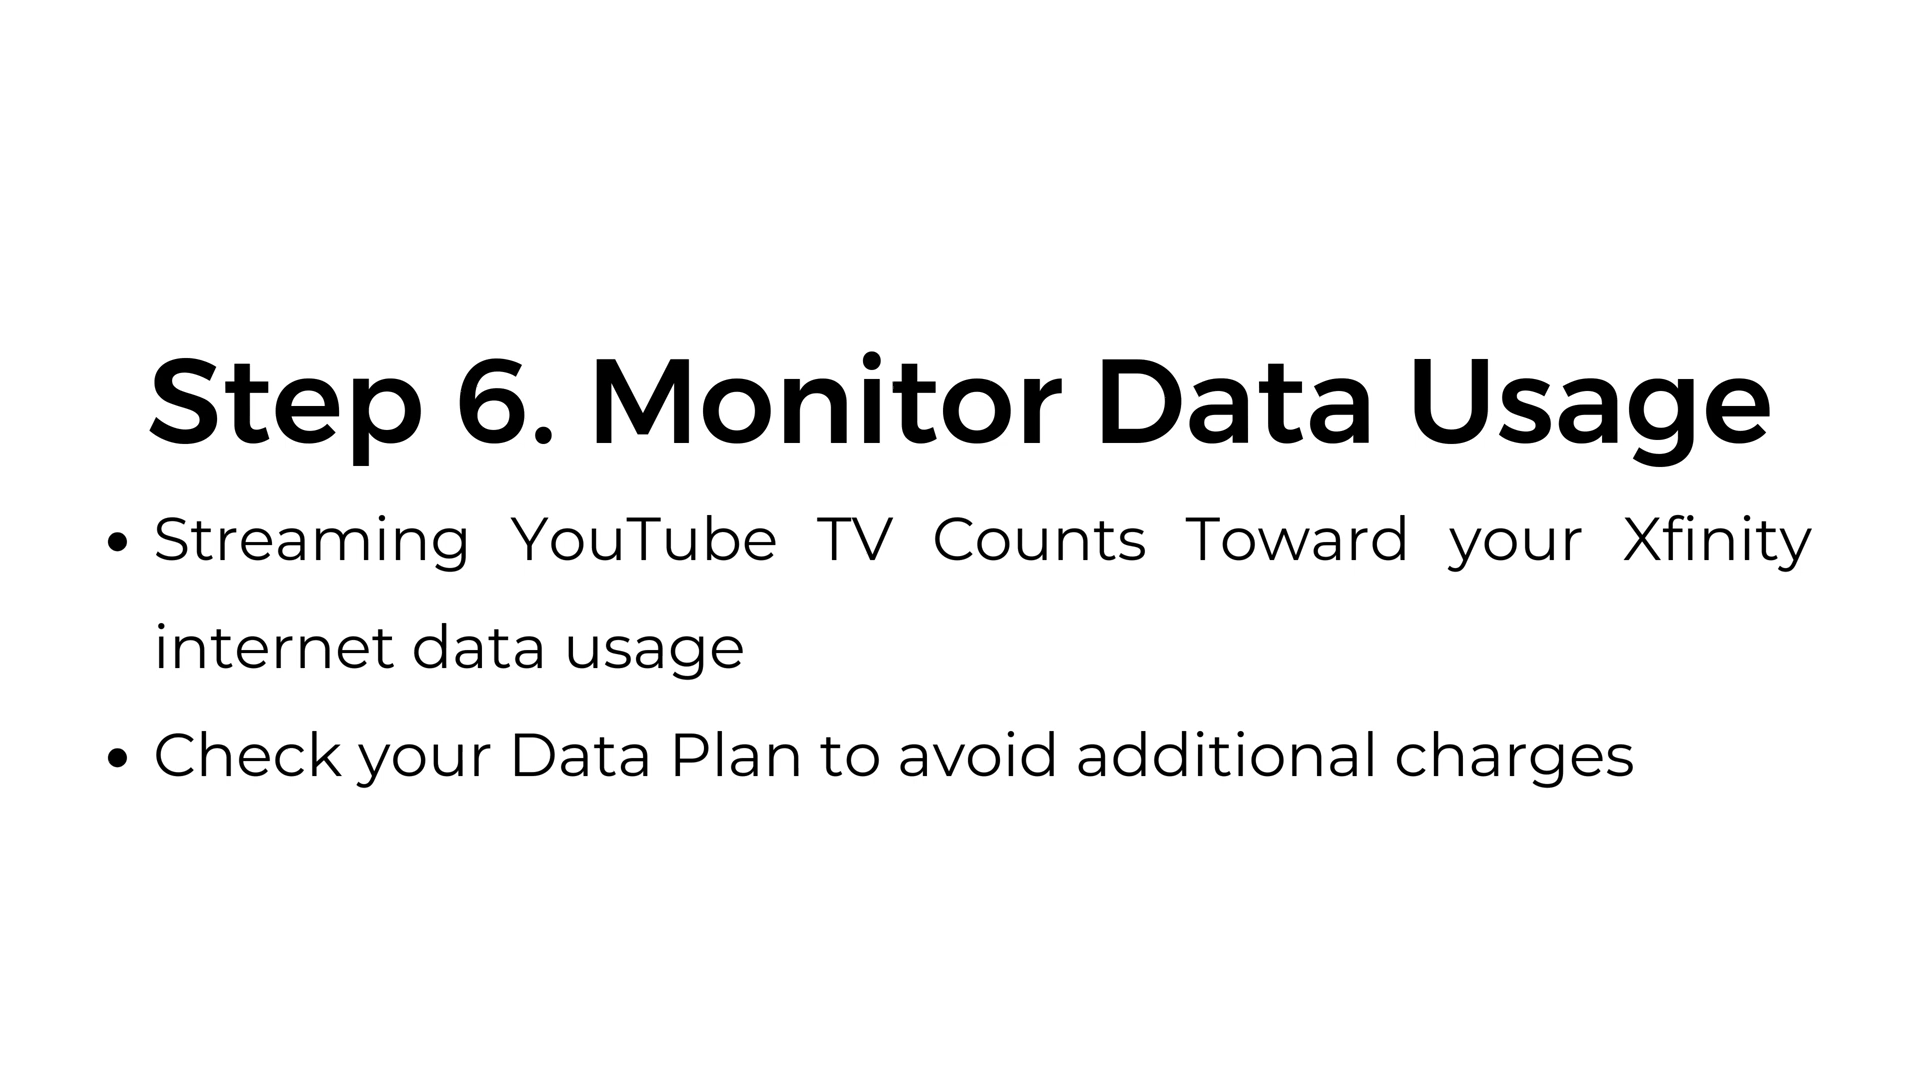 Step 6. Monitor Data Usage
• Streaming YouTube TV Counts Toward your Xfinity
internet data usage
• Check your Data Plan to avoid additional charges